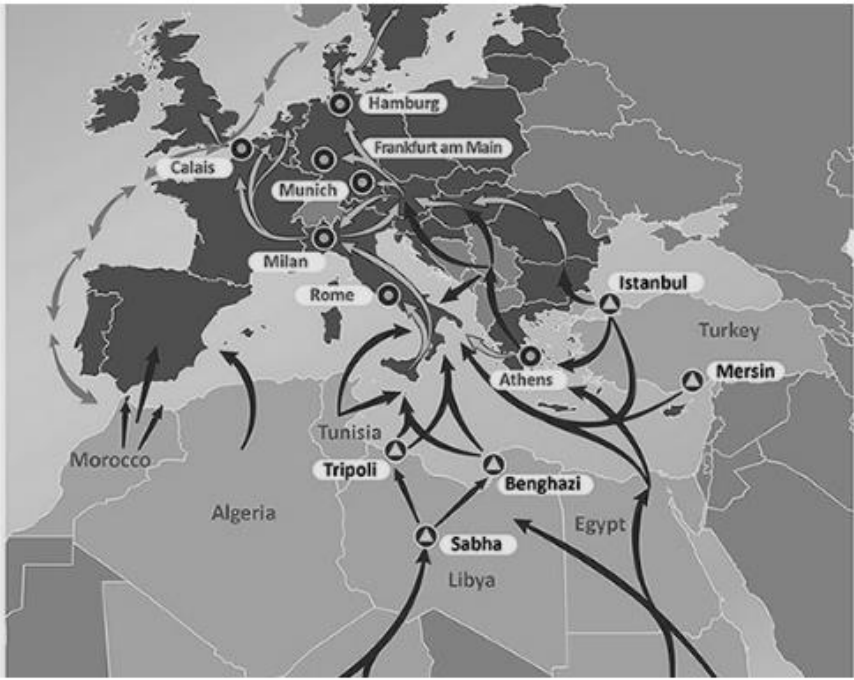 Hamburg
Frankfurt am Main
Calais
Munich
Milan
Rome
Istanbul
Turkey
Athens
Mersin
Tunisia
Morocco
Tripoli
Benghazi
Algeria
Egypt
Sabha
Libya